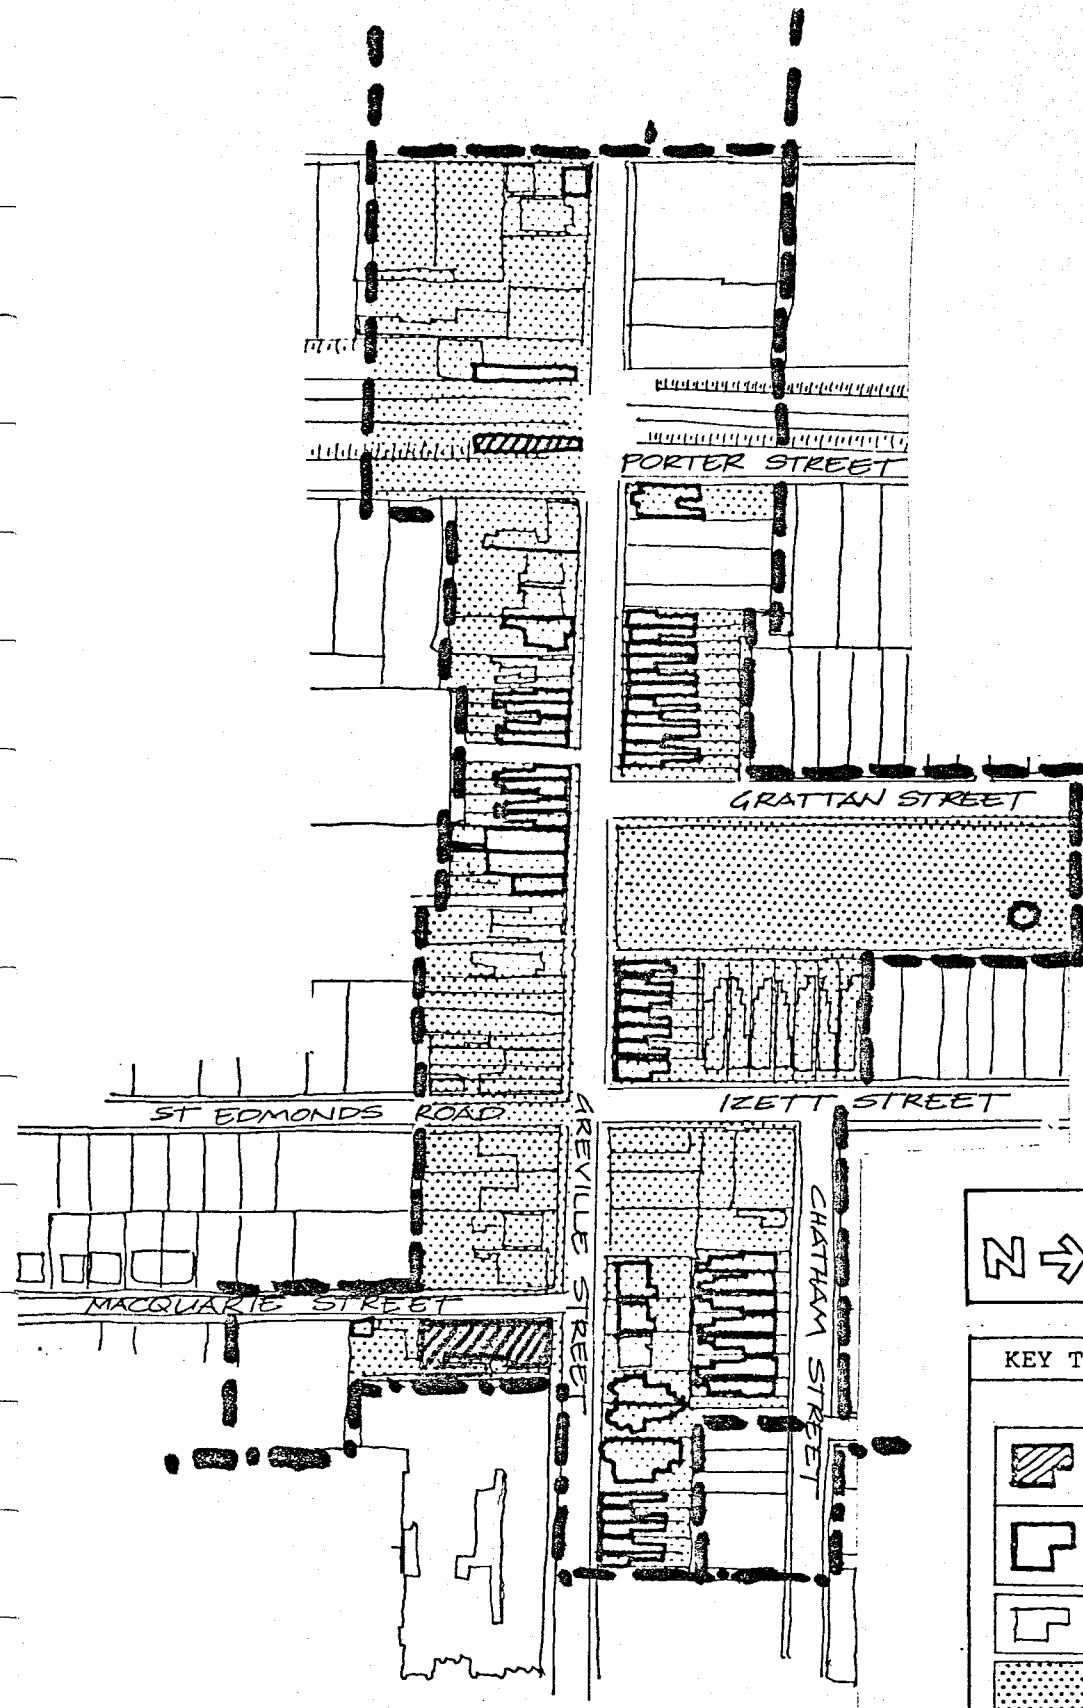 PORTER STREET
GRATTAN STREET
ST EDMONDS ROAD
IZETT STREET
GREVILLE STREET
CHATHAM STREET
MACQUARIE STREET
N
KEY T